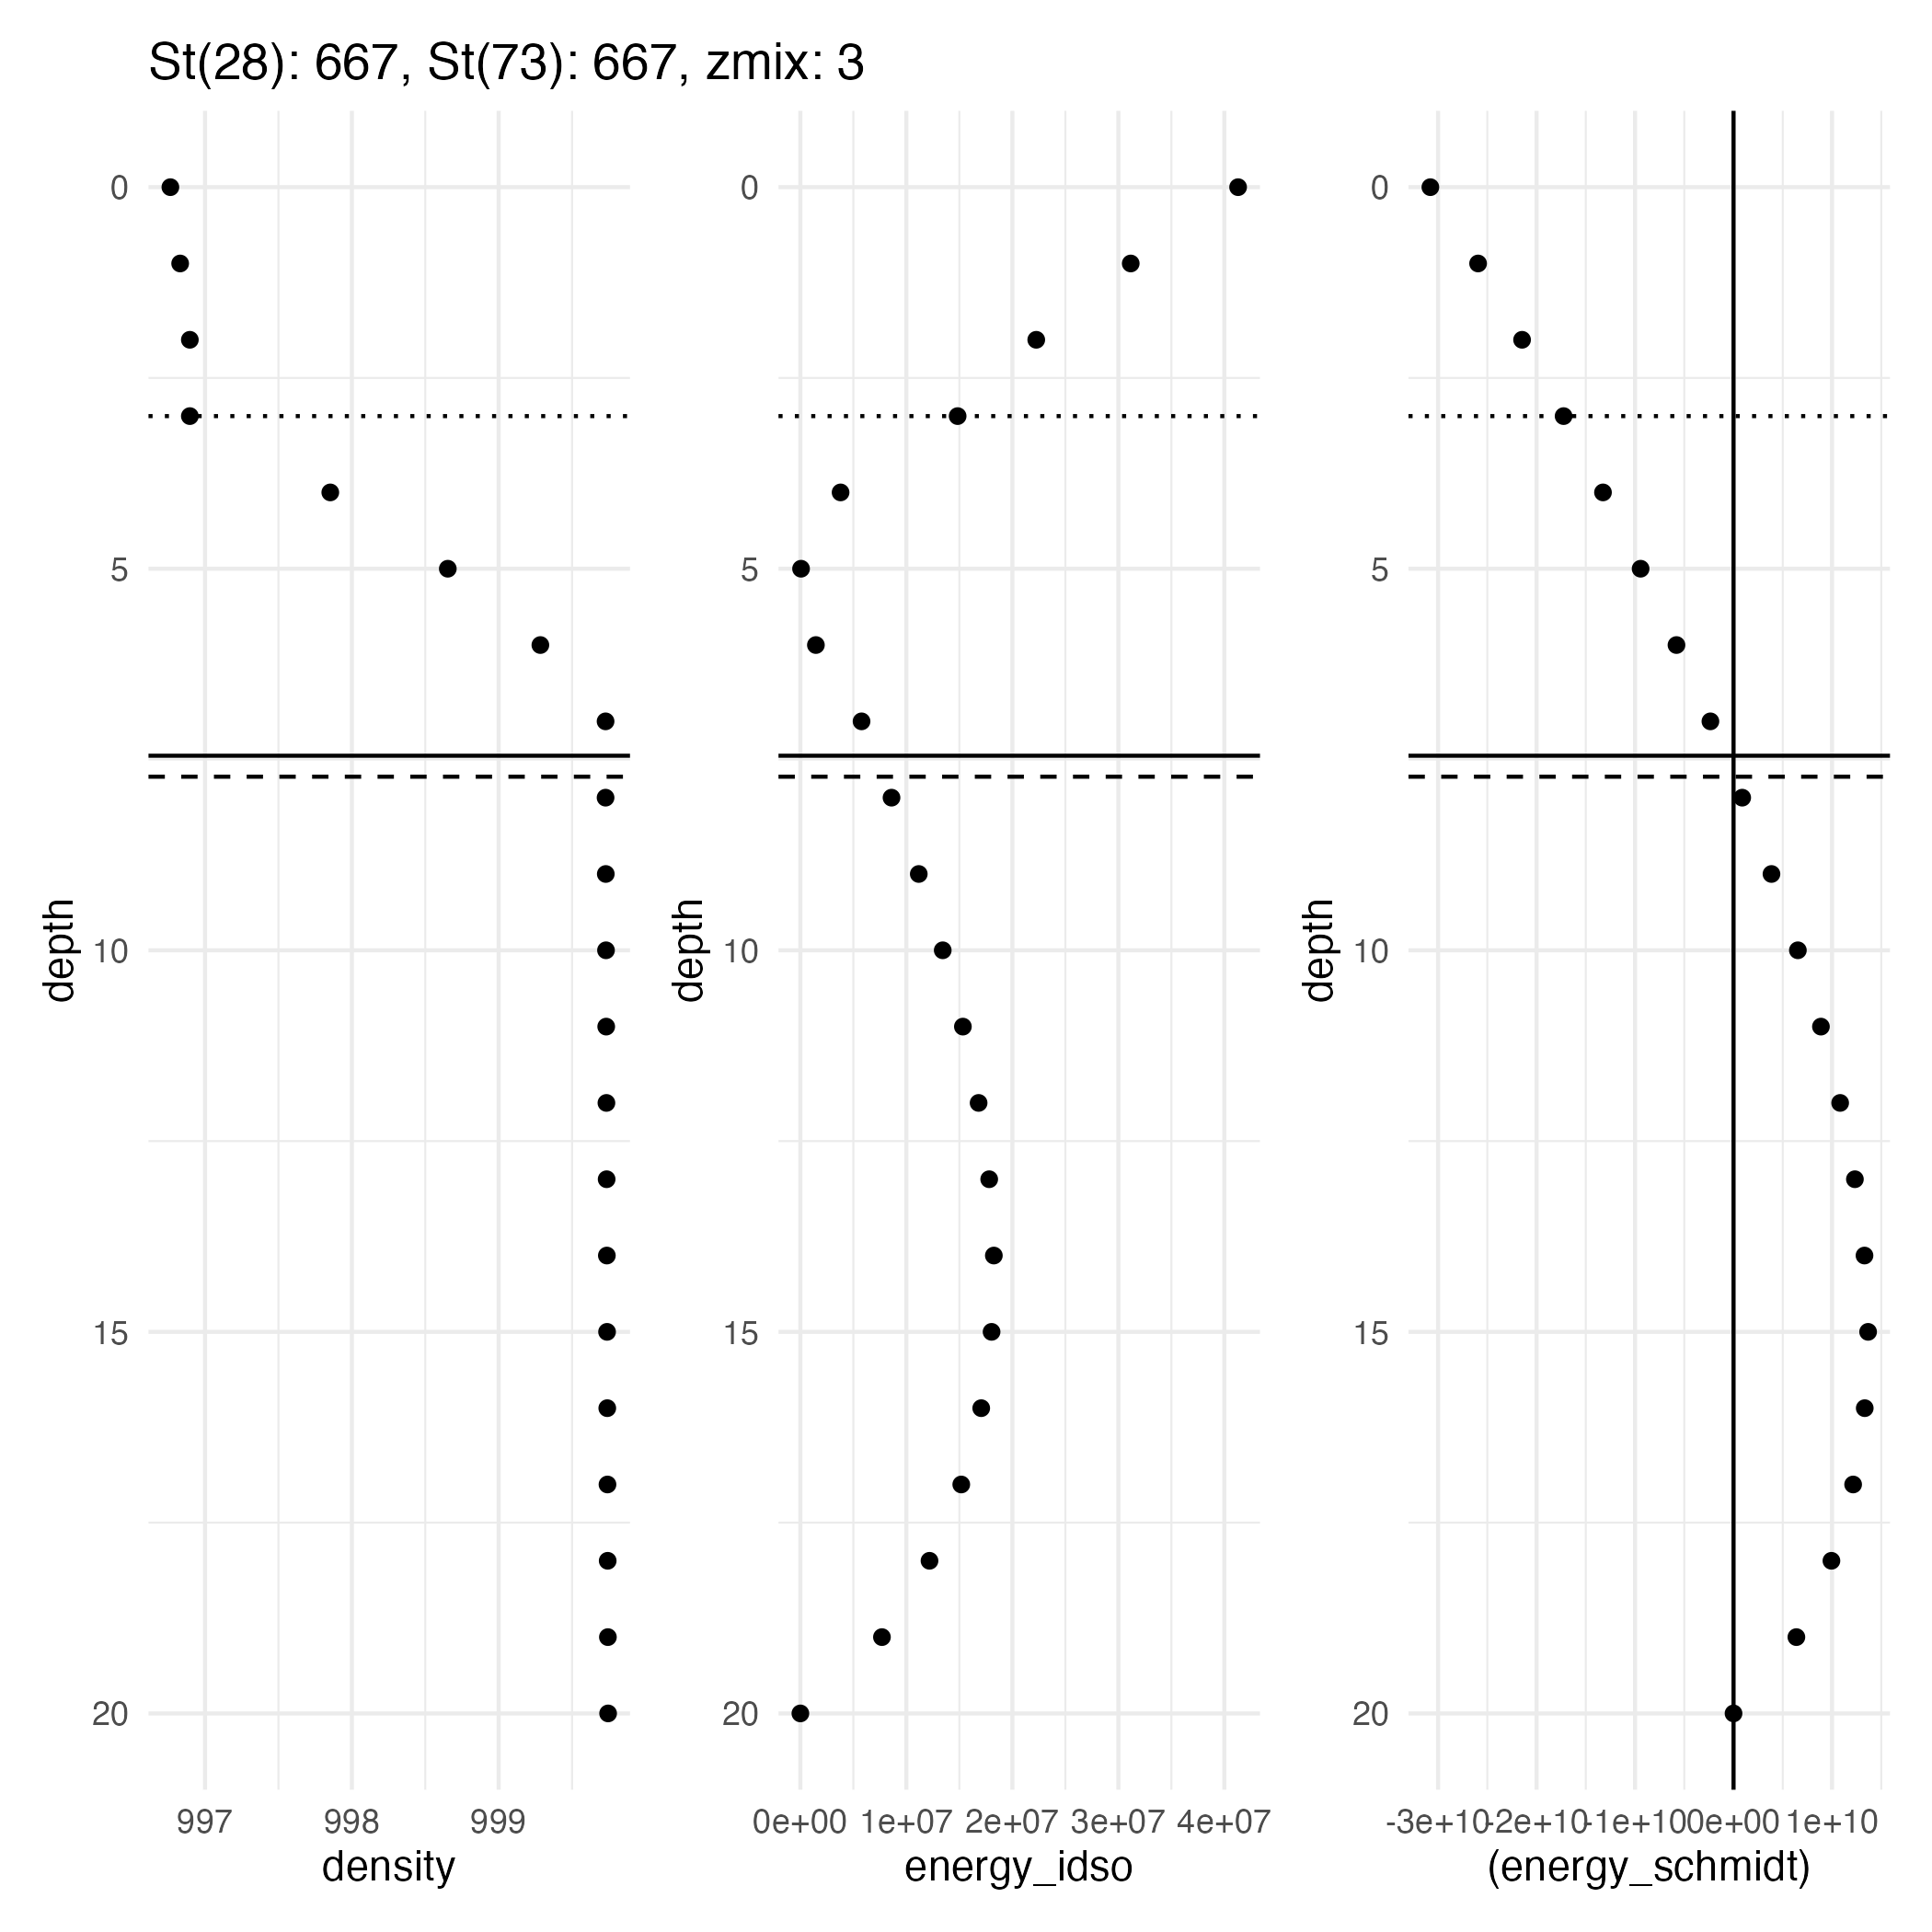 St(28): 667, St(73): 667, zmix: 3
0
5
10
15
20
depth
997 998 999
density
0
5
10
15
20
depth
0e+00 1e+07 2e+07 3e+07 4e+07
energy_idso
0
5
10
15
20
depth
-3e+10 -2e+10 -1e+10 0e+00 1e+10
(energy_schmidt)